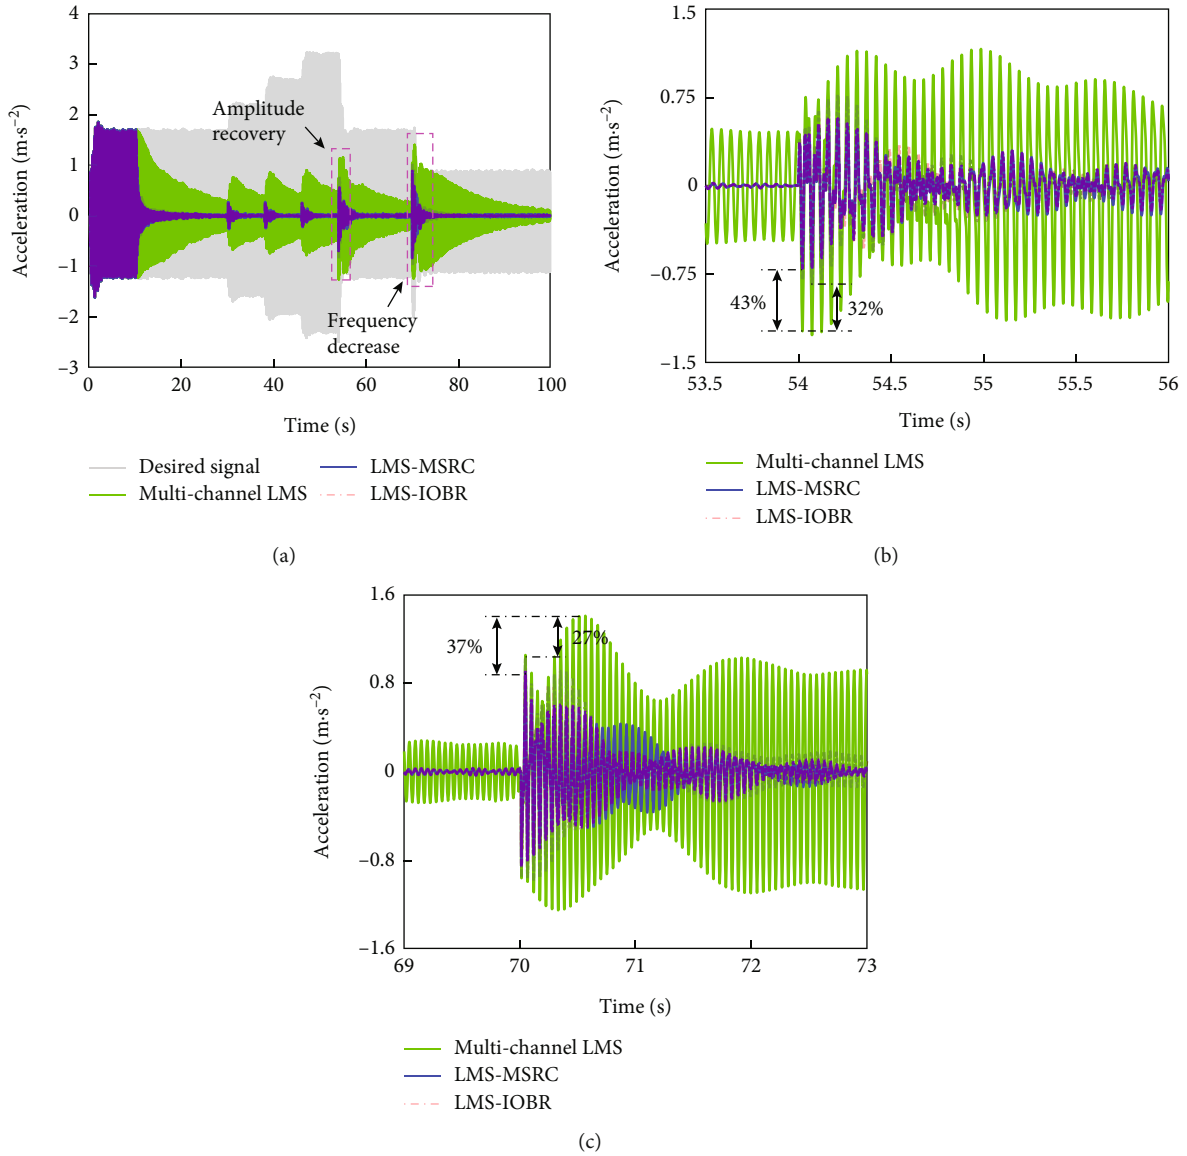 4
3
2
1
0
−1
−2
−3
Acceleration (m·s−2)
Amplitude
recovery
Frequency
decrease
0 20 40 60 80 100
Time (s)
Desired signal
Multi-channel LMS
LMS-MSRC
LMS-IOBR
(a)
1.5
0.75
0
−0.75
−1.5
Acceleration (m·s−2)
43%
32%
53.5 54 54.5 55 55.5 56
Time (s)
Multi-channel LMS
LMS-MSRC
LMS-IOBR
(b)
1.6
0.8
0
−0.8
−1.6
Acceleration (m·s−2)
37%
27%
69 70 71 72 73
Time (s)
Multi-channel LMS
LMS-MSRC
LMS-IOBR
(c)